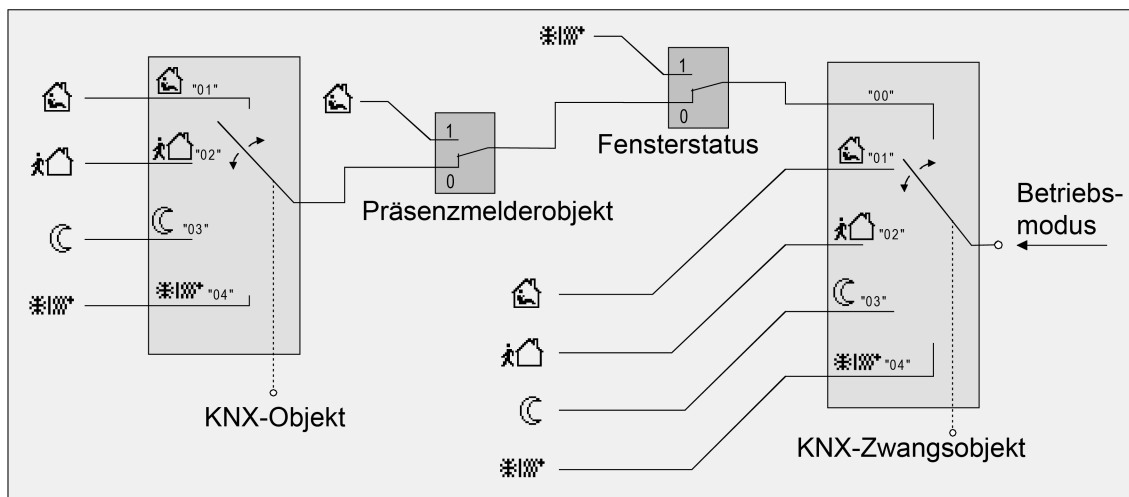 "01"
"02"
"03"
"04"
KNX-Objekt
1
0
Präsenzmelderobjekt
1
0
Fensterstatus
"00"
"01"
"02"
"03"
"04"
KNX-Zwangsobjekt
Betriebs-
modus